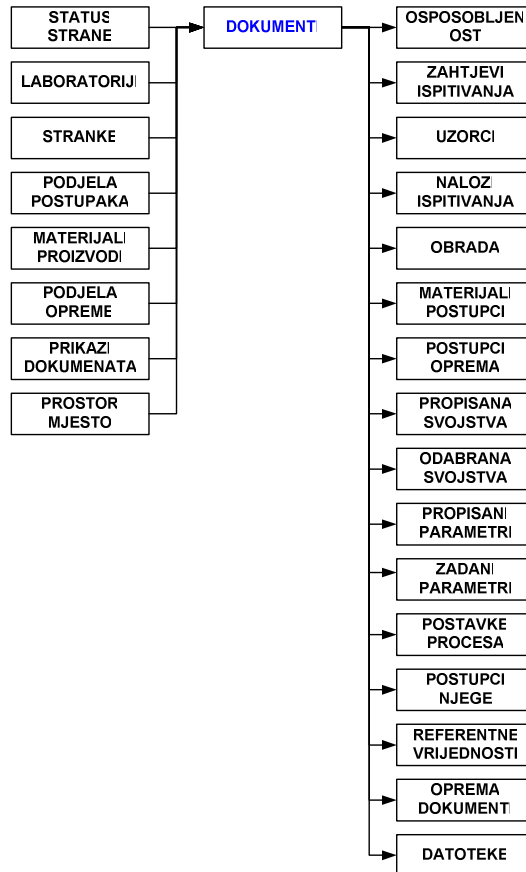 STATUS
STRANE
LABORATORIJI
STRANKE
PODJELA
POSTUPAKA
MATERIJALI
PROIZVODI
PODJELA
OPREME
PRIKAZI
DOKUMENATA
PROSTOR
MJESTO
DOKUMENTI
OSPOSOBLJEN
OST
ZAHTJEVI
ISPITIVANJA
UZORCI
NALOZI
ISPITIVANJA
OBRADA
MATERIJALI
POSTUPCI
POSTUPCI
OPREMA
PROPISANA
SVOJSTVA
ODABRANA
SVOJSTVA
PROPISANI
PARAMETRI
ZADANI
PARAMETRI
POSTAVKE
PROCESA
POSTUPCI
NJEGE
REFERENTNE
VRIJEDNOSTI
OPREMA
DOKUMENTI
DATOTEKE